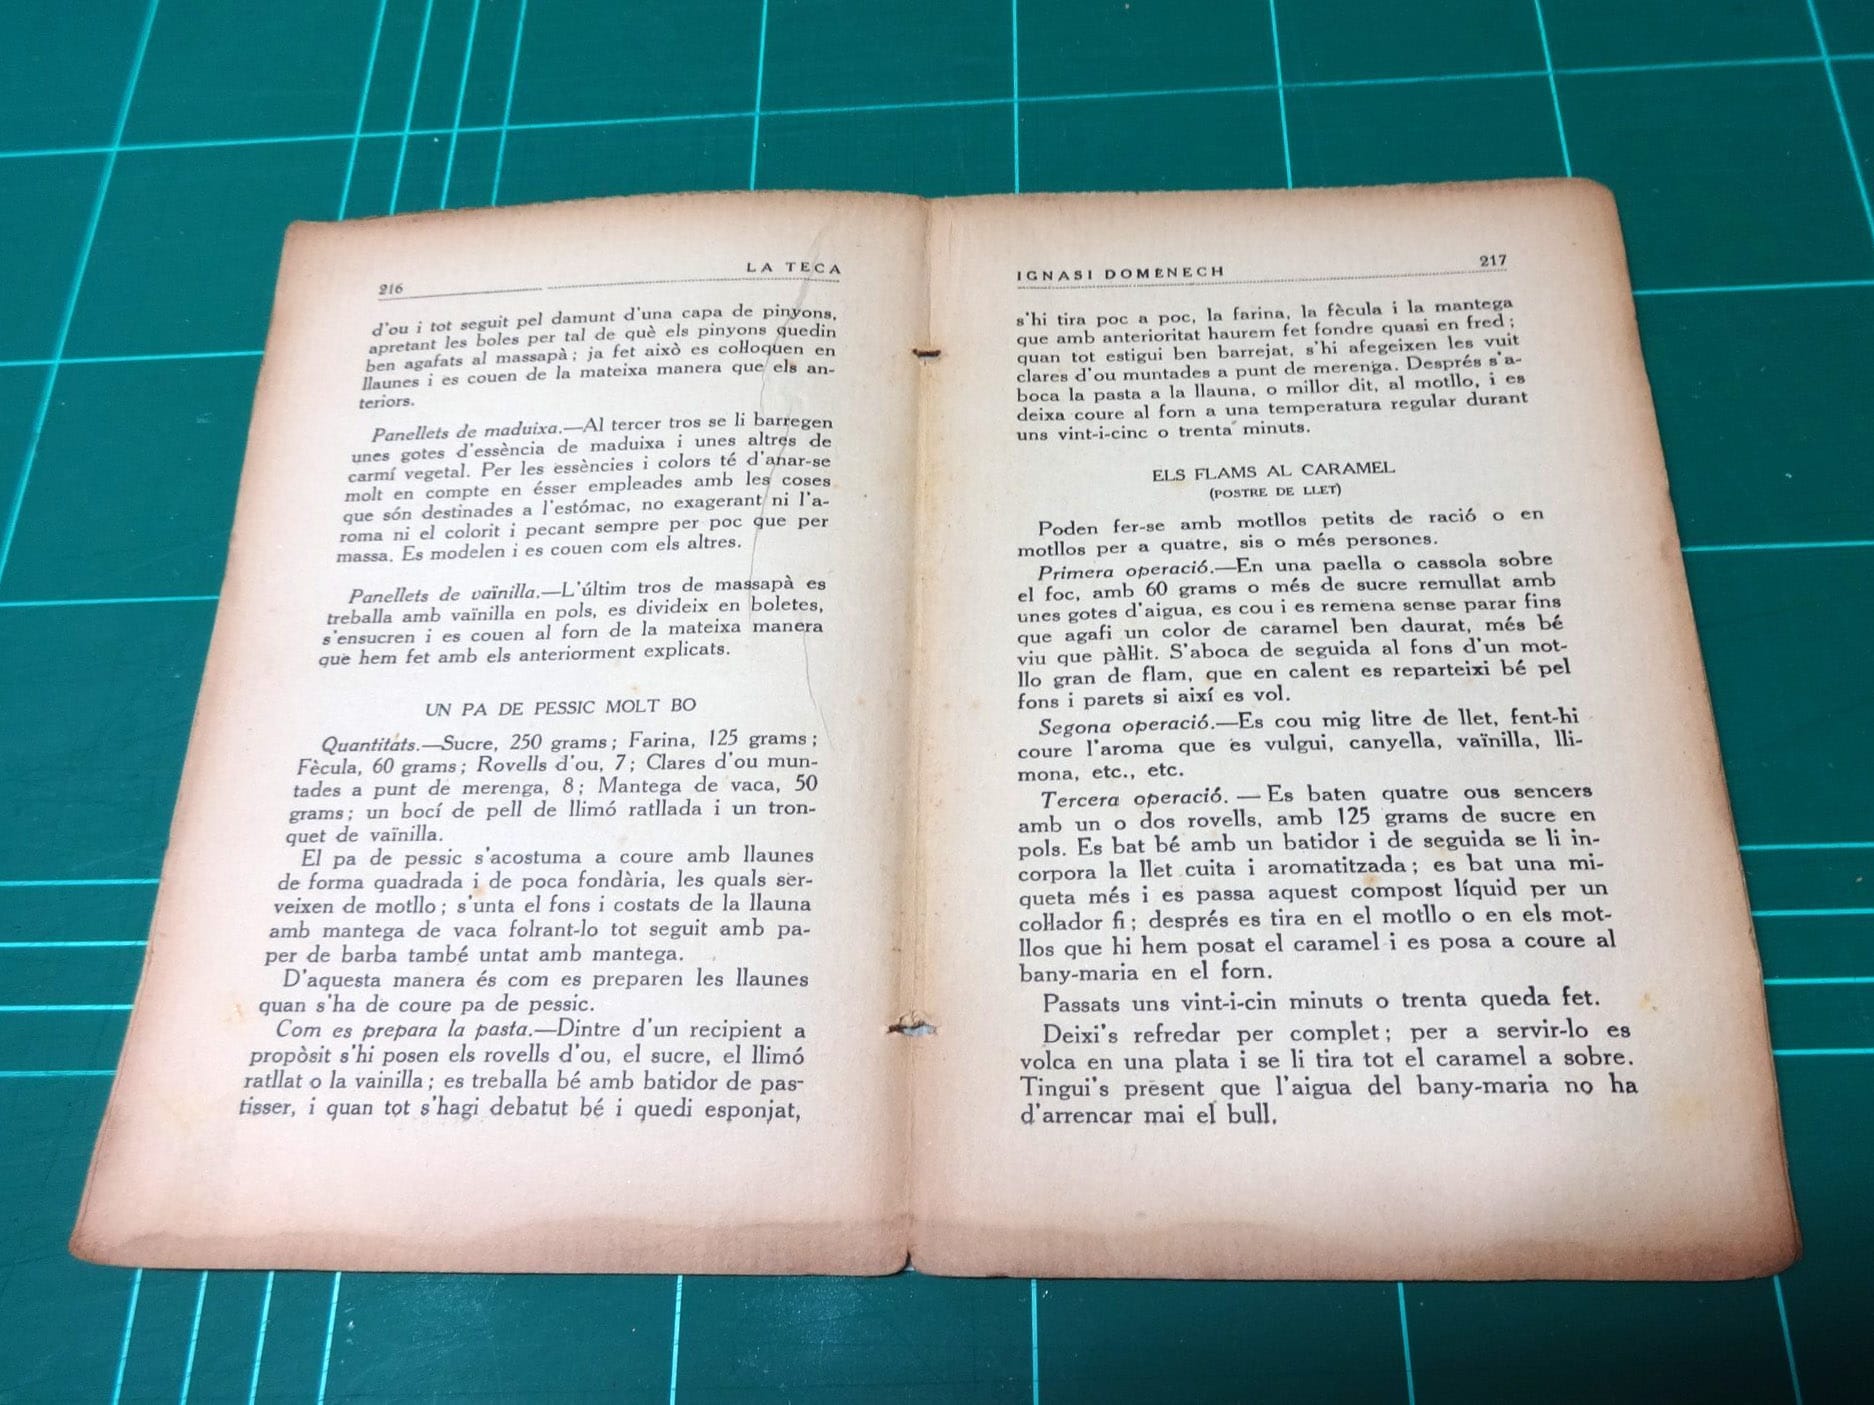 216
LA TECA
d'ou i tot seguit pel damunt d'una capa de pinyons,
apretant les boles per tal de què els pinyons quedin
ben agafats al massapà; ja fet això es col·loquen en
llaunes i es couen de la mateixa manera que els an-
teriors.
Panellets de maduixa.—Al tercer tros se li barregen
unes gotes d'essència de maduixa i unes altres de
carmí vegetal. Per les essències i colors té d'anar-se
molt en compte en ésser empleades amb les coses
que són destinades a l'estómac, no exagerant ni l'a-
roma ni el colorit i pecant sempre per poc que per
massa. Es modelen i es couen com els altres.
Panellets de vaïnilla.—L'últim tros de massapà es
treballa amb vaïnilla en pols, es divideix en boletes,
s'ensucren i es couen al forn de la mateixa manera
que hem fet amb els anteriorment explicats.
UN PA DE PESSIC MOLT BO
Quantitats.—Sucre, 250 grams; Farina, 125 grams;
Fècula, 60 grams; Rovells d'ou, 7; Clares d'ou mun-
tades a punt de merenga, 8; Mantega de vaca, 50
grams; un bocí de pell de llimó ratllada i un tron-
quet de vaïnilla.
El pa de pessic s'acostuma a coure amb llaunes
de forma quadrada i de poca fondària, les quals ser-
veixen de motllo; s'unta el fons i costats de la llauna
amb mantega de vaca folrant-lo tot seguit amb pa-
per de barba també untat amb mantega.
D'aquesta manera és com es preparen les llaunes
quan s'ha de coure pa de pessic.
Com es prepara la pasta.—Dintre d'un recipient a
propòsit s'hi posen els rovells d'ou, el sucre, el llimó
ratllat o la vainilla; es treballa bé amb batidor de pas-
tisser, i quan tot s'hagi debatut bé i quedi esponjat,
IGNASI DOMENECH
217
s'hi tira poc a poc, la farina, la fècula i la mantega
que amb anterioritat haurem fet fondre quasi en fred;
quan tot estigui ben barrejat, s'hi afegeixen les vuit
clares d'ou muntades a punt de merenga. Després s'a-
boca la pasta a la llauna, o millor dit, al motllo, i es
deixa coure al forn a una temperatura regular durant
uns vint-i-cinc o trenta minuts.
ELS FLAMS AL CARAMEL
(POSTRE DE LLET)
Poden fer-se amb motllos petits de ració o en
motllos per a quatre, sis o més persones.
Primera operació.—En una paella o cassola sobre
el foc, amb 60 grams o més de sucre remullat amb
unes gotes d'aigua, es cou i es remena sense parar fins
que agafi un color de caramel ben daurat, més bé
viu que pàl·lit. S'aboca de seguida al fons d'un mot-
llo gran de flam, que en calent es reparteixi bé pel
fons i parets si així es vol.
Segona operació.—Es cou mig litre de llet, fent-hi
coure l'aroma que es vulgui, canyella, vaïnilla, lli-
mona, etc., etc.
Tercera operació. — Es baten quatre ous sencers
amb un o dos rovells, amb 125 grams de sucre en
pols. Es bat bé amb un batidor i de seguida se li in-
corpora la llet cuita i aromatitzada; es bat una mi-
queta més i es passa aquest compost líquid per un
col·lador fi; després es tira en el motllo o en els mot-
llos que hi hem posat el caramel i es posa a coure al
bany-maria en el forn.
Passats uns vint-i-cin minuts o trenta queda fet.
Deixi's refredar per complet; per a servir-lo es
volca en una plata i se li tira tot el caramel a sobre.
Tingui's present que l'aigua del bany-maria no ha
d'arrencar mai el bull.